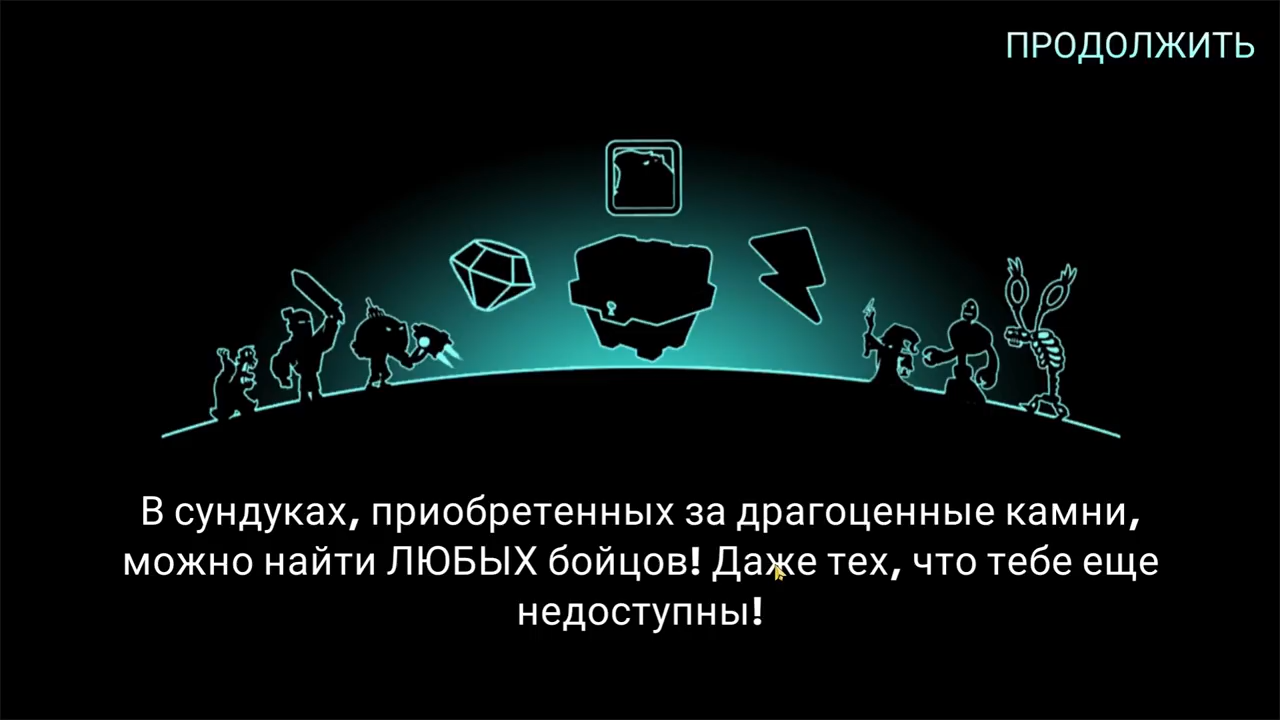 ПРОДОЛЖИТЬ
В сундуках, приобретенных за драгоценные камни,
можно найти ЛЮБЫХ бойцов! Даже тех, что тебе еще
недоступны!